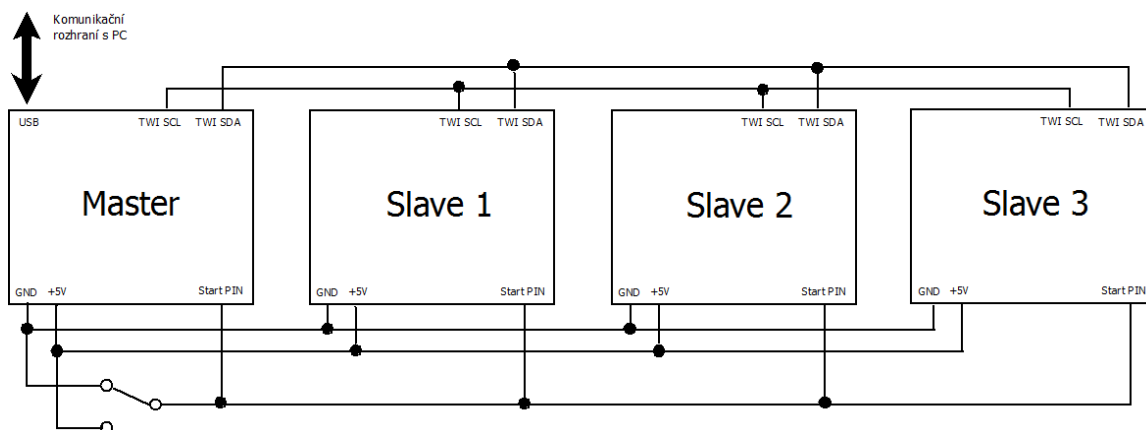 Komunikační
rozhraní s PC
USB TWI SCL TWI SDA
TWI SCL TWI SDA
TWI SCL TWI SDA
TWI SCL TWI SDA
Master
Slave 1
Slave 2
Slave 3
GND +5V Start PIN
GND +5V Start PIN
GND +5V Start PIN
GND +5V Start PIN